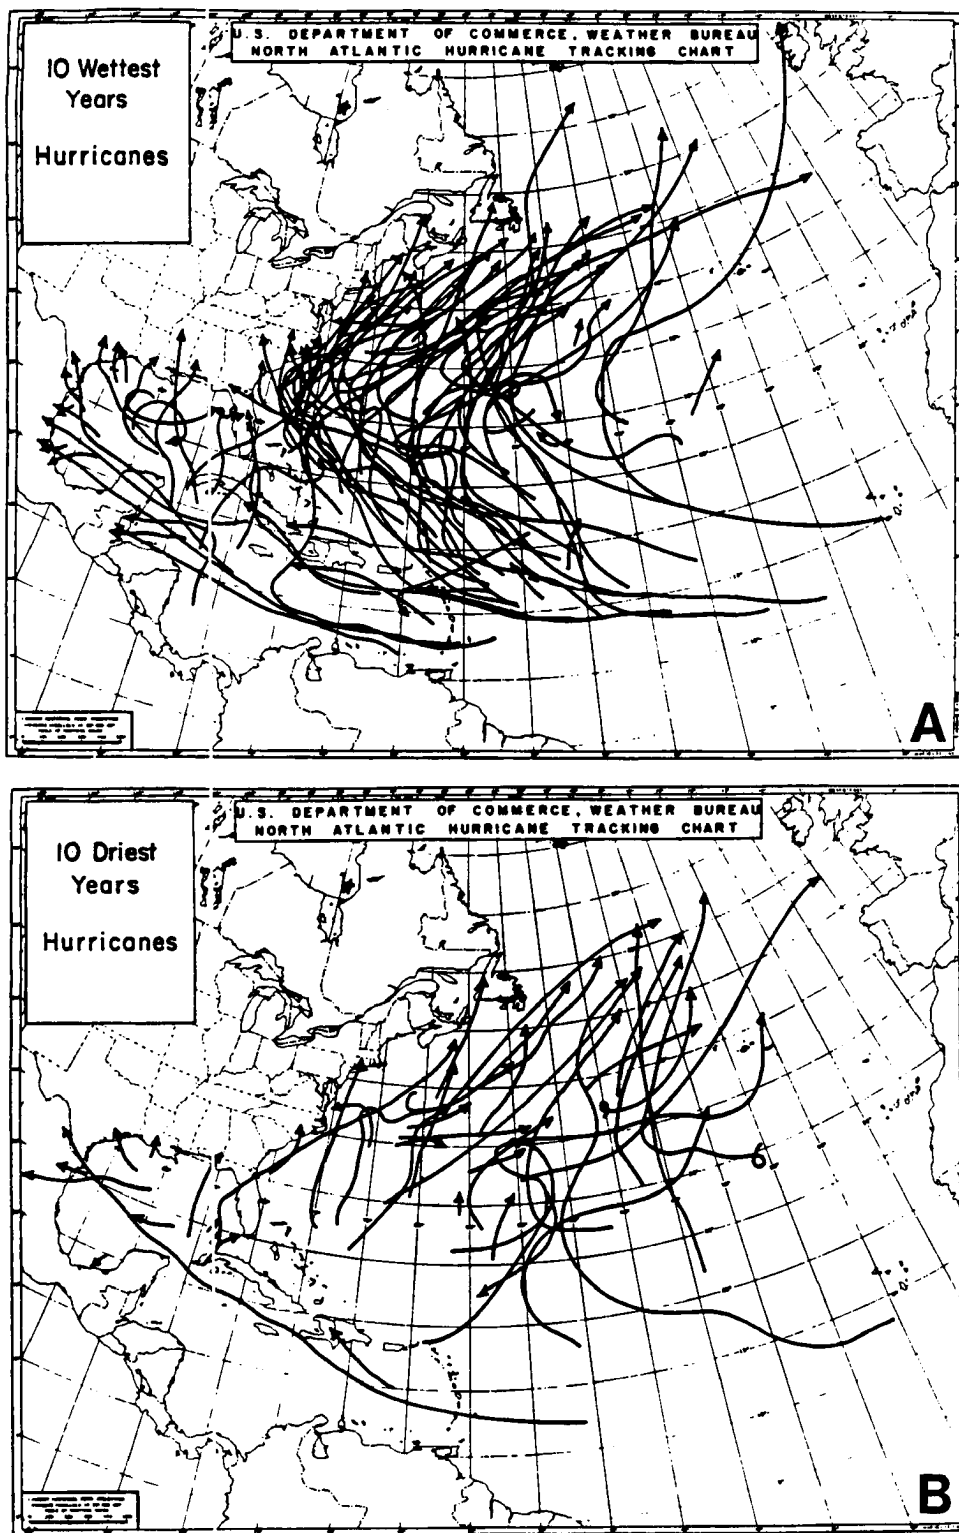 U.S. DEPARTMENT OF COMMERCE, WEATHER BUREAU
NORTH ATLANTIC HURRICANE TRACKING CHART
10 Wettest
Years
Hurricanes
A
U.S. DEPARTMENT OF COMMERCE, WEATHER BUREAU
NORTH ATLANTIC HURRICANE TRACKING CHART
10 Driest
Years
Hurricanes
B